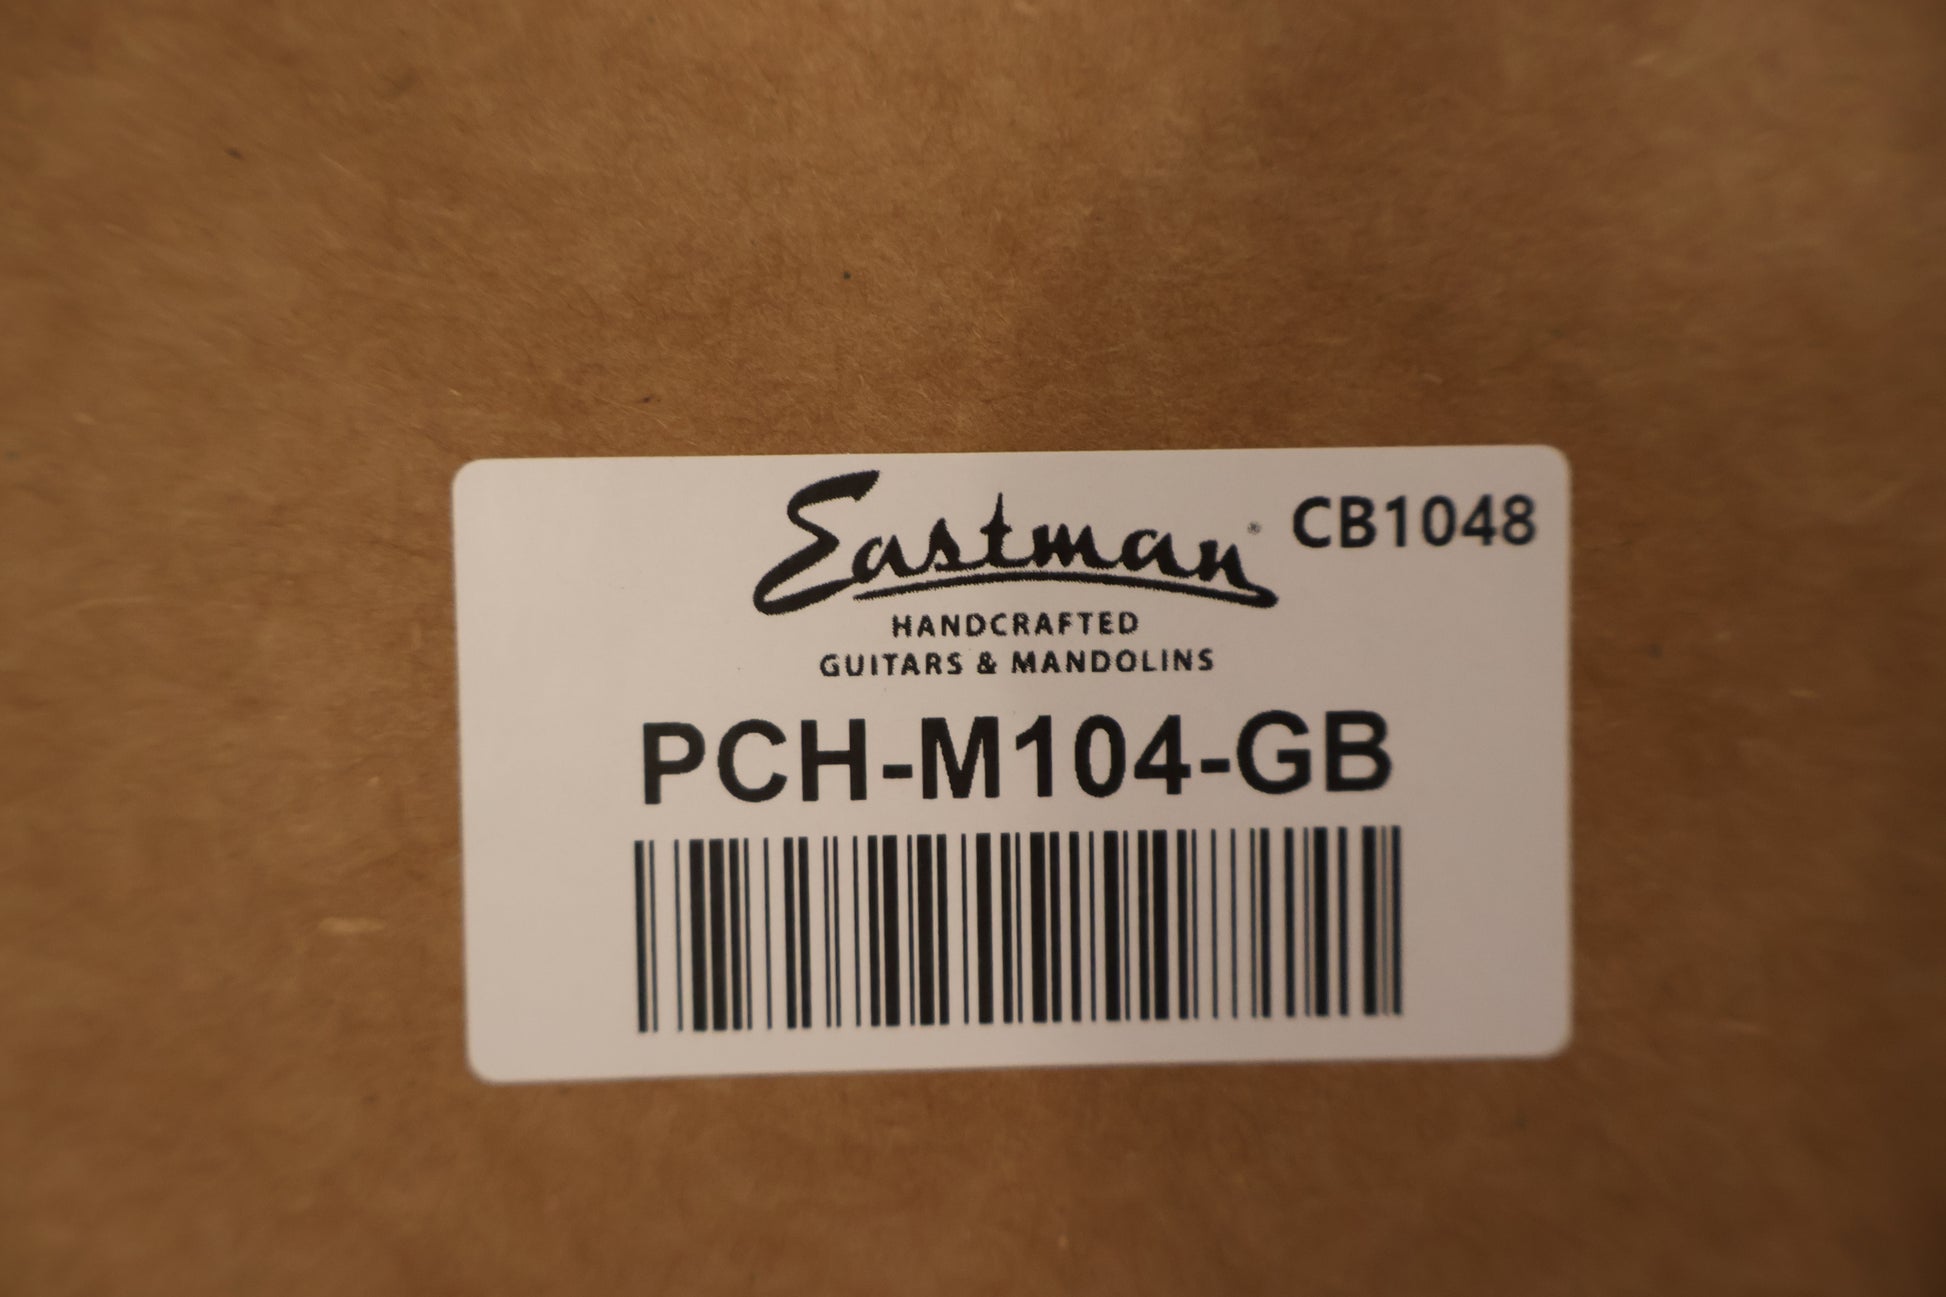 Eastman® CB1048
HANDCRAFTED
GUITARS & MANDOLINS
PCH-M104-GB